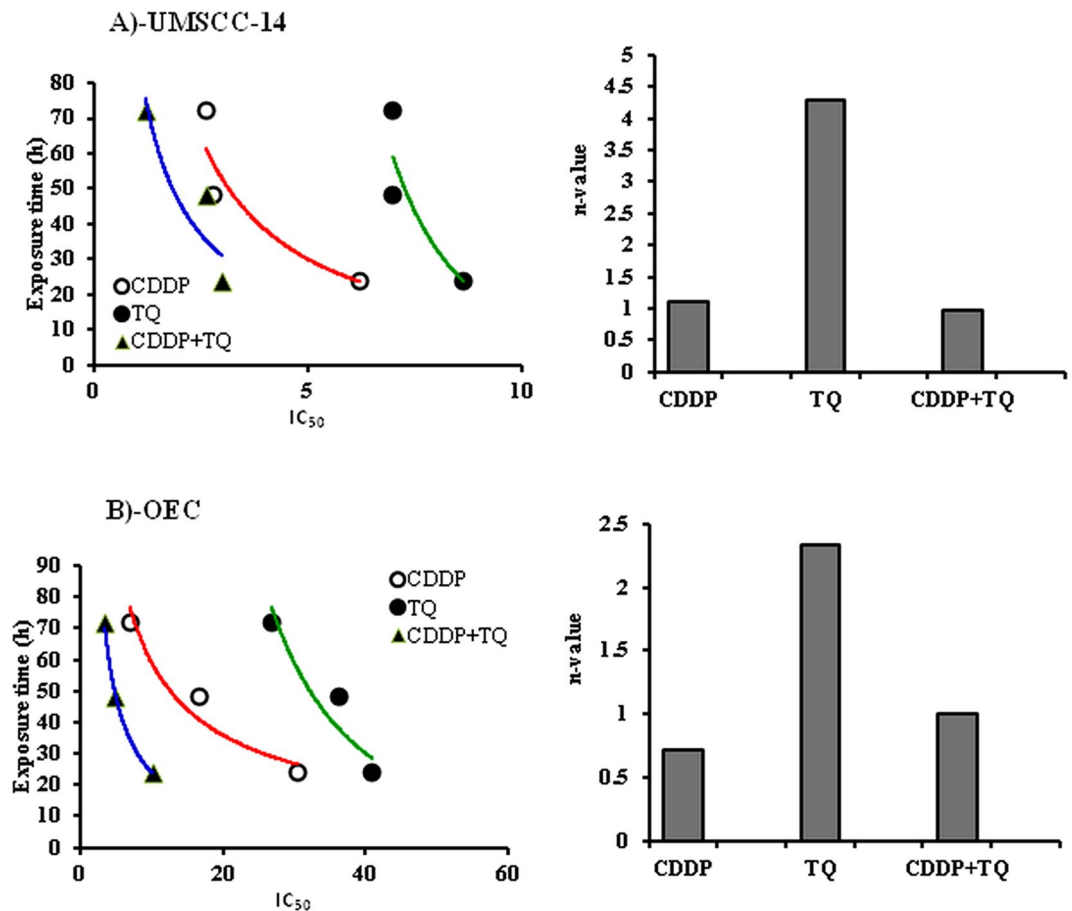 A)-UMSCC-14
Exposure time (h)
80
70
60
50
40
30
20
10
0
0 5 10
IC50
CDDP
TQ
CDDP+TQ
n-value
5
4.5
4
3.5
3
2.5
2
1.5
1
0.5
0
CDDP TQ CDDP+TQ
B)-OEC
Exposure time (h)
90
80
70
60
50
40
30
20
10
0
0 20 40 60
IC50
CDDP
TQ
CDDP+TQ
n-value
2.5
2
1.5
1
0.5
0
CDDP TQ CDDP+TQ